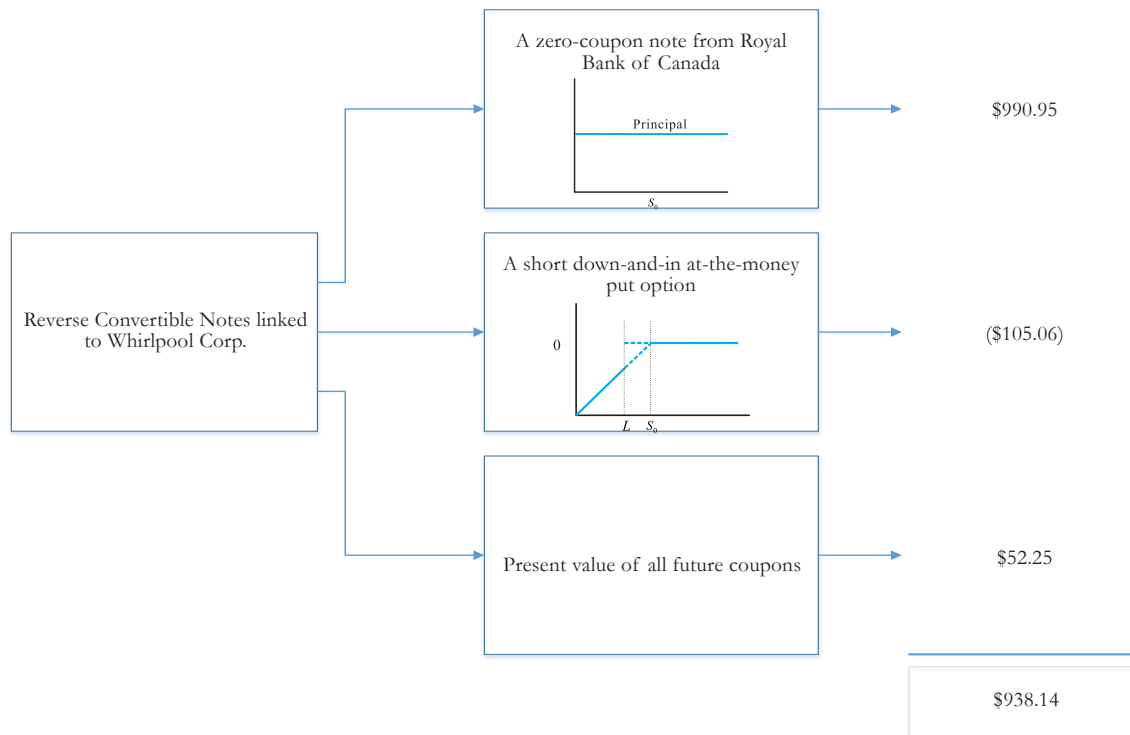 A zero-coupon note from Royal
Bank of Canada
Principal
S₀
$990.95
Reverse Convertible Notes linked
to Whirlpool Corp.
A short down-and-in at-the-money
put option
0
L S₀
($105.06)
Present value of all future coupons
$52.25
$938.14